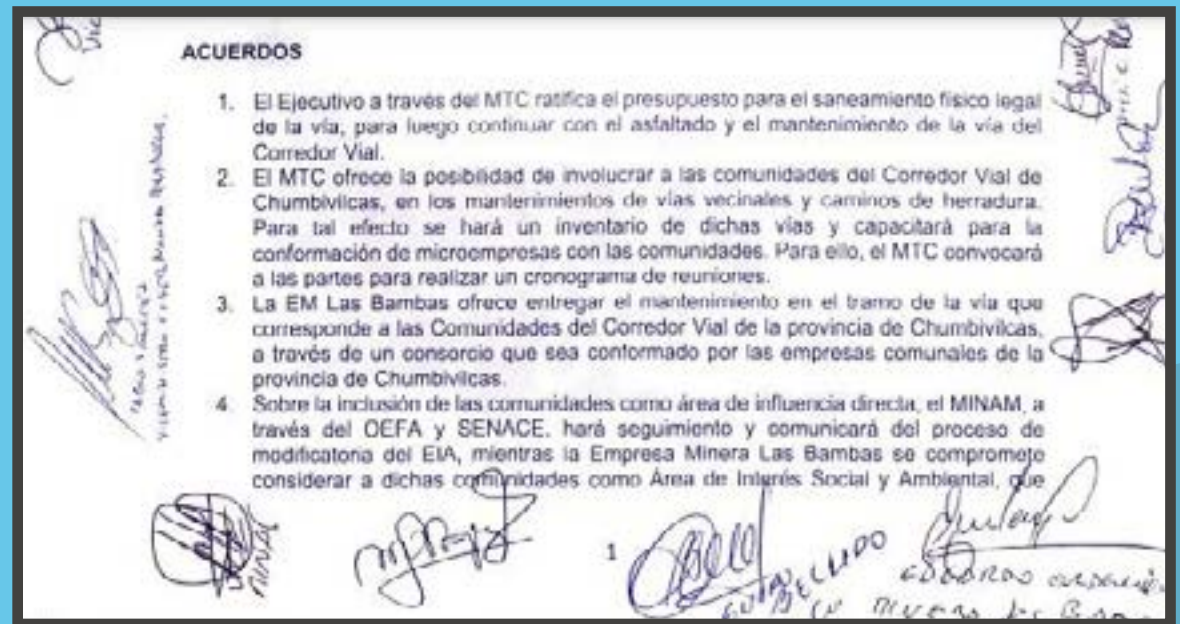 ACUERDOS
1. El Ejecutivo a través del MTC ratifica el presupuesto para el saneamiento físico legal
de la vía, para luego continuar con el asfaltado y el mantenimiento de la vía del
Corredor Vial.
2. El MTC ofrece la posibilidad de involucrar a las comunidades del Corredor Vial de
Chumbivilcas, en los mantenimientos de vías vecinales y caminos de herradura.
Para tal efecto se hará un inventario de dichas vías y capacitará para la
conformación de microempresas con las comunidades. Para ello, el MTC convocará
a las partes para realizar un cronograma de reuniones.
3. La EM Las Bambas ofrece entregar el mantenimiento en el tramo de la vía que
corresponde a las Comunidades del Corredor Vial de la provincia de Chumbivilcas,
a través de un consorcio que sea conformado por las empresas comunales de la
provincia de Chumbivilcas.
4. Sobre la inclusión de las comunidades como área de influencia directa, el MINAM, a
través del OEFA y SENACE, hará seguimiento y comunicará del proceso de
modificatoria del EIA, mientras la Empresa Minera Las Bambas se compromete
considerar a dichas comunidades como Área de Interés Social y Ambiental, que
MINAM
1